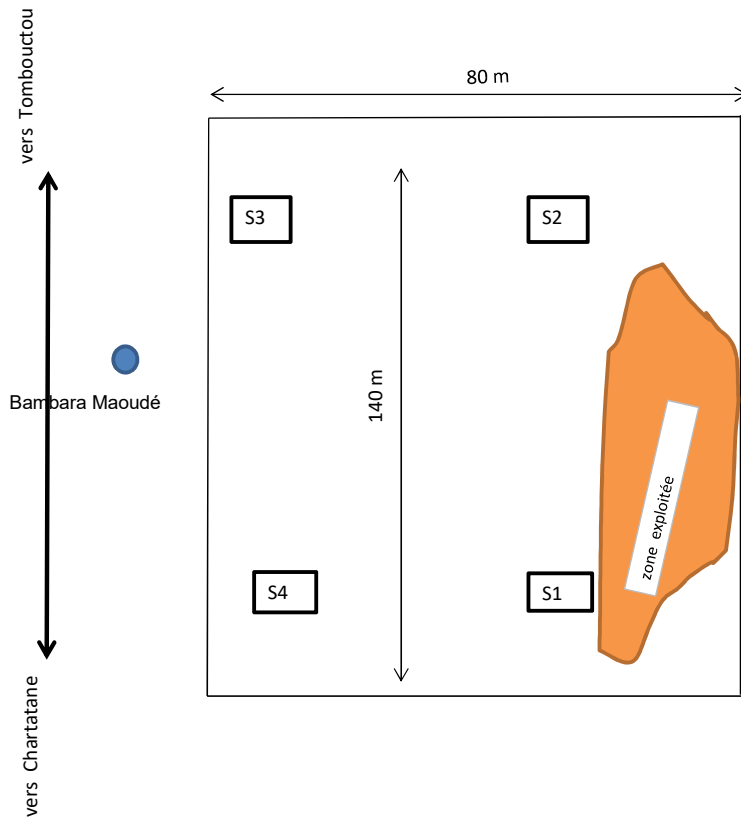 vers Tombouctou
80 m
S3
S2
140 m
Bambara Maoudé
zone exploitée
S4
S1
vers Chartatane